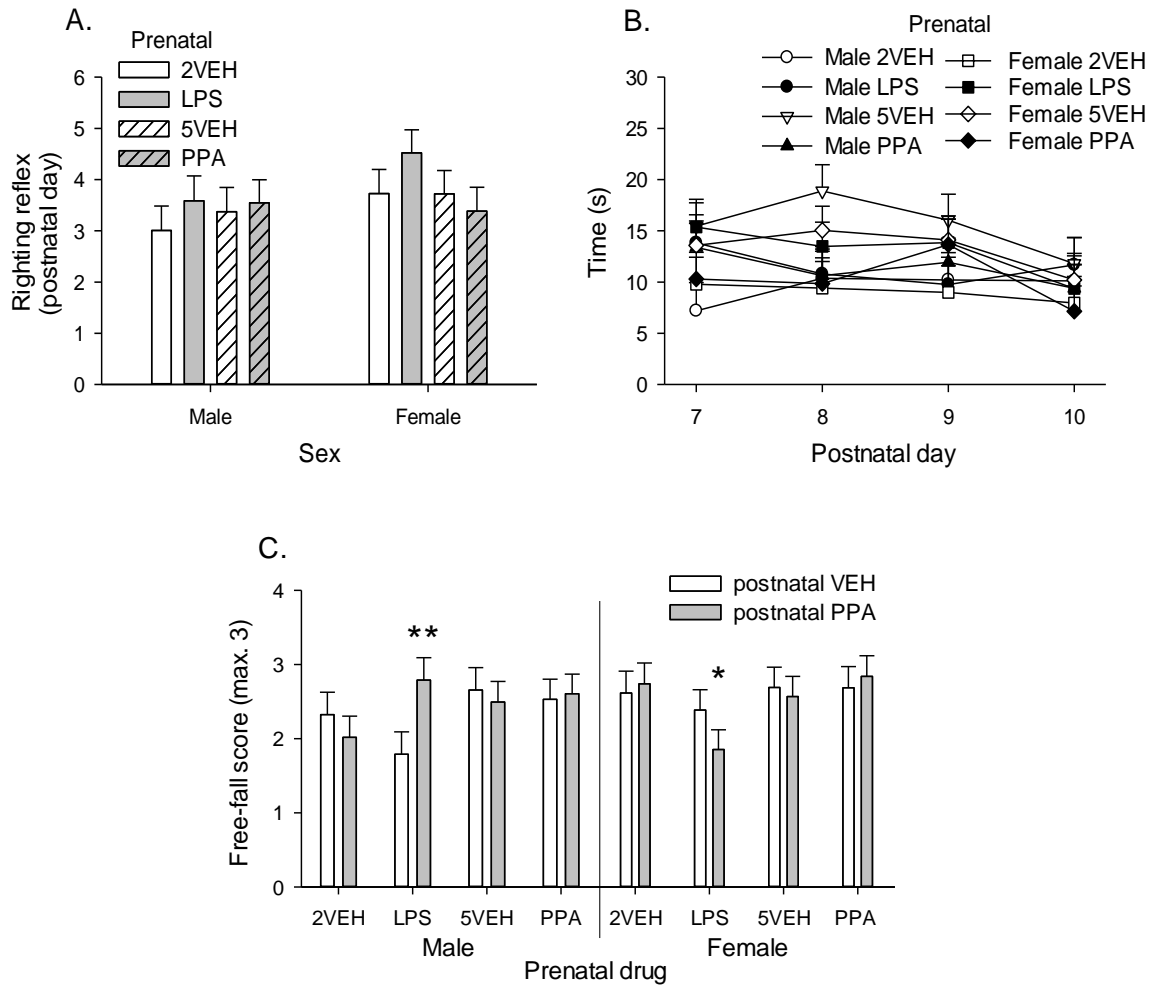 A.
Prenatal
2VEH
LPS
5VEH
PPA
6
5
4
3
2
1
0
Righting reflex
(postnatal day)
Male
Female
Sex
B.
Prenatal
Male 2VEH
Male LPS
Male 5VEH
Male PPA
Female 2VEH
Female LPS
Female 5VEH
Female PPA
30
25
20
15
10
5
0
Time (s)
7
8
9
10
Postnatal day
C.
postnatal VEH
postnatal PPA
4
3
2
1
0
Free-fall score (max. 3)
**
*
2VEH
LPS
5VEH
PPA
2VEH
LPS
5VEH
PPA
Male
Female
Prenatal drug